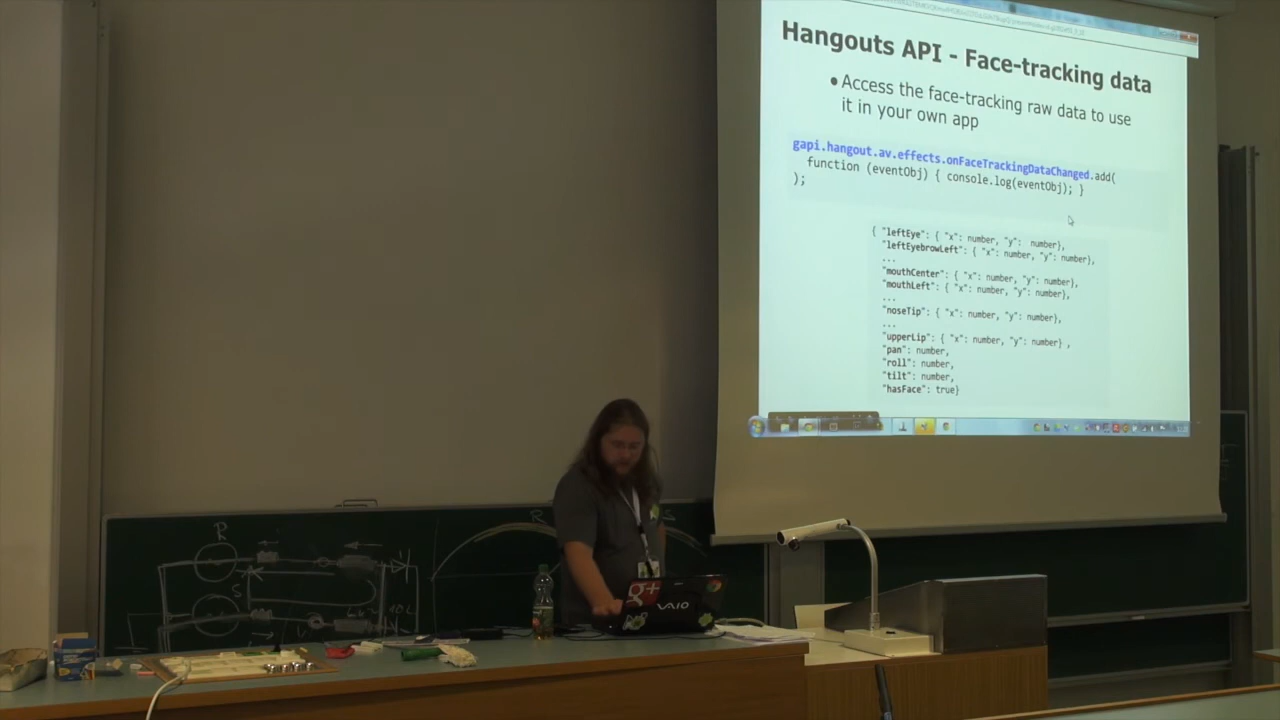 Hangouts API - Face-tracking data
•Access the face-tracking raw data to use
it in your own app
gapi.hangout.av.effects.onFaceTrackingDataChanged.add(
function (eventObj) { console.log(eventObj); }
);
{ "leftEye": { "x": number, "y": number},
"leftEyebrowLeft": { "x": number, "y": number},
...
"mouthCenter": { "x": number, "y": number},
"mouthLeft": { "x": number, "y": number},
...
"noseTip": { "x": number, "y": number},
...
"upperLip": { "x": number, "y": number} ,
"pan": number,
"roll": number,
"tilt": number,
"hasFace": true}
R
S
R
S
g+
VAIO